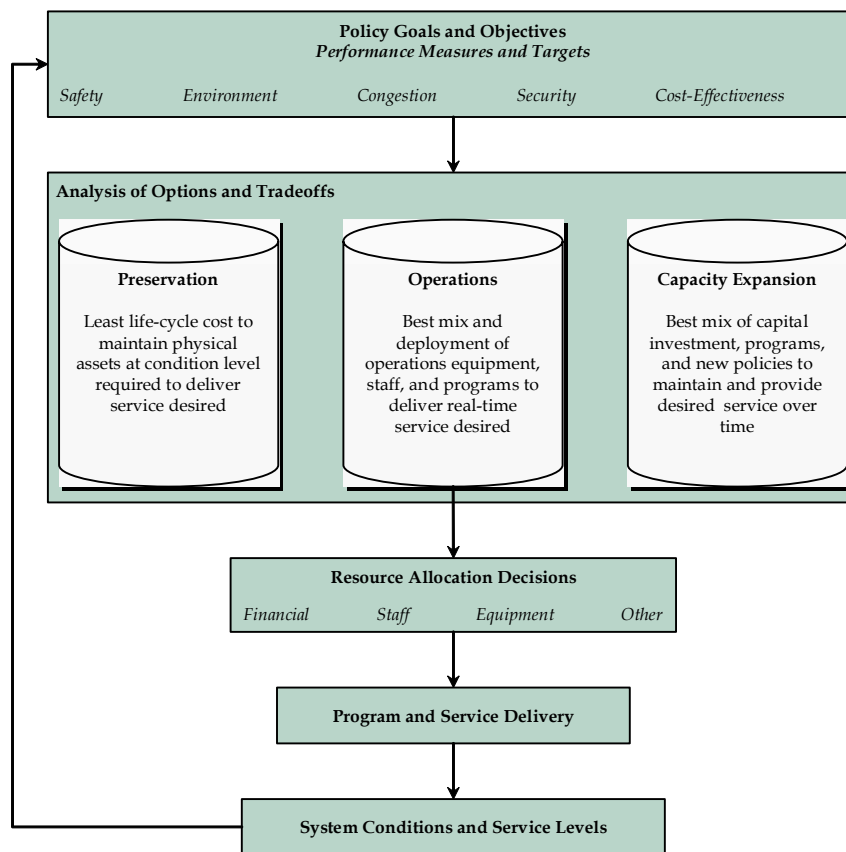 Policy Goals and Objectives
Performance Measures and Targets
Safety Environment Congestion Security Cost-Effectiveness
Analysis of Options and Tradeoffs
Preservation
Least life-cycle cost to
maintain physical
assets at condition level
required to deliver
service desired
Operations
Best mix and
deployment of
operations equipment,
staff, and programs to
deliver real-time
service desired
Capacity Expansion
Best mix of capital
investment, programs,
and new policies to
maintain and provide
desired service over
time
Resource Allocation Decisions
Financial Staff Equipment Other
Program and Service Delivery
System Conditions and Service Levels